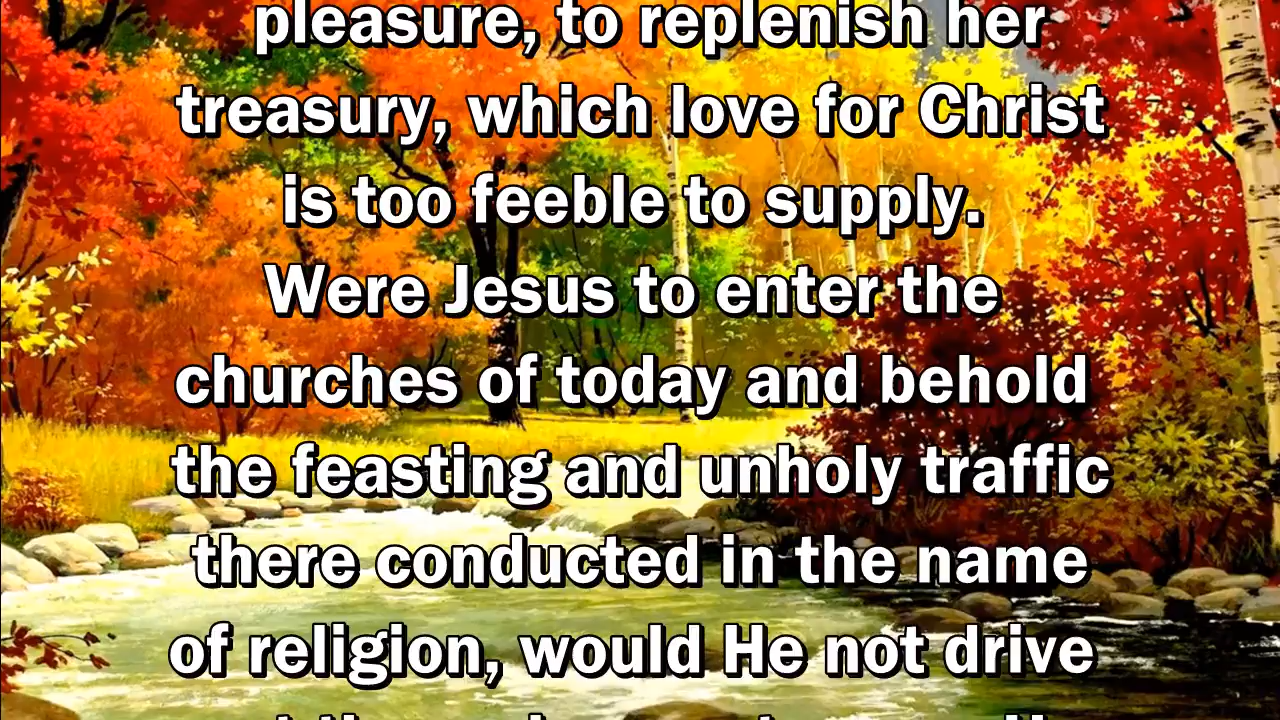 pleasure, to replenish her
treasury, which love for Christ
is too feeble to supply.
Were Jesus to enter the
churches of today and behold
the feasting and unholy traffic
there conducted in the name
of religion, would He not drive